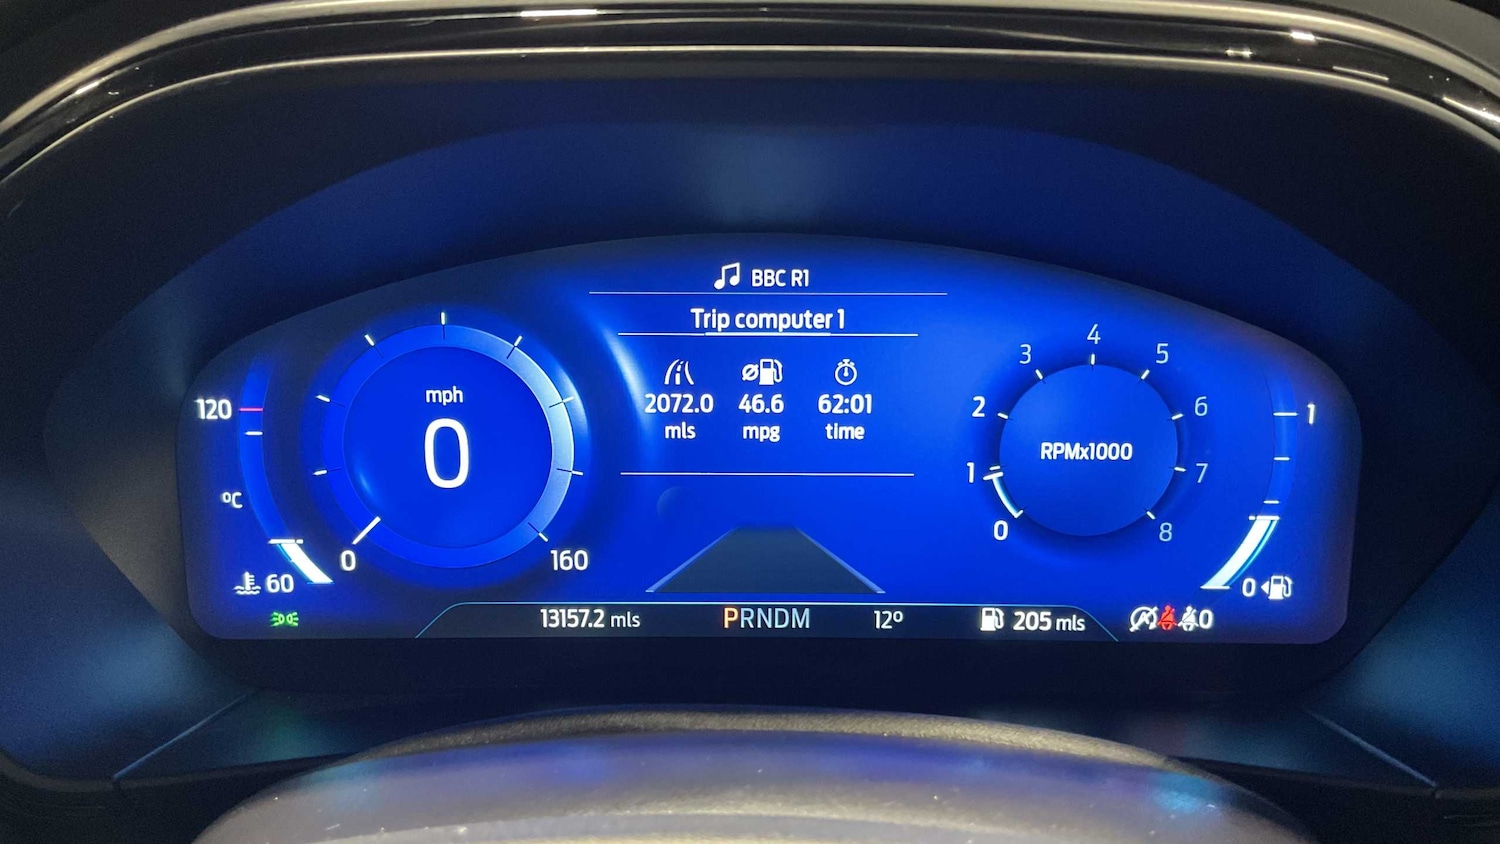 BBC R1
Trip computer 1
2072.0 46.6 62:01
mls mpg time
120
°C
60
mph
0
0
160
RPMx1000
0
1
2
3
4
5
6
7
8
1
0
13157.2 mls
PRNDM
12°
205 mls
0